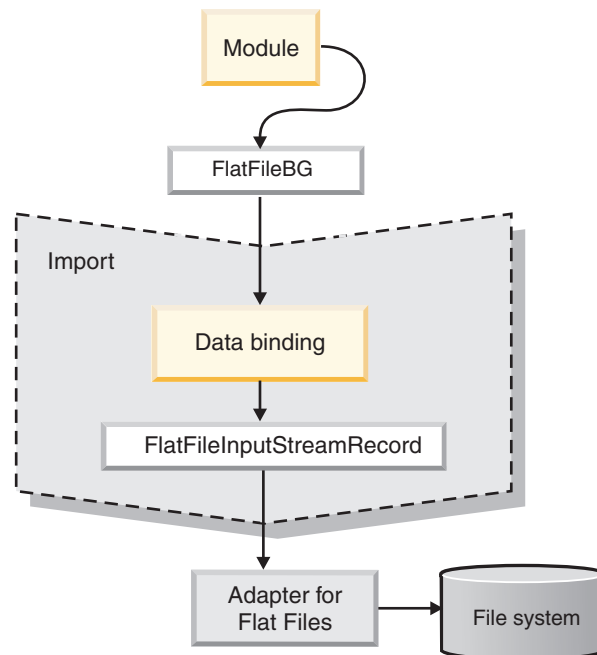 Module
FlatFileBG
Import
Data binding
FlatFileInputStreamRecord
Adapter for
Flat Files
File system